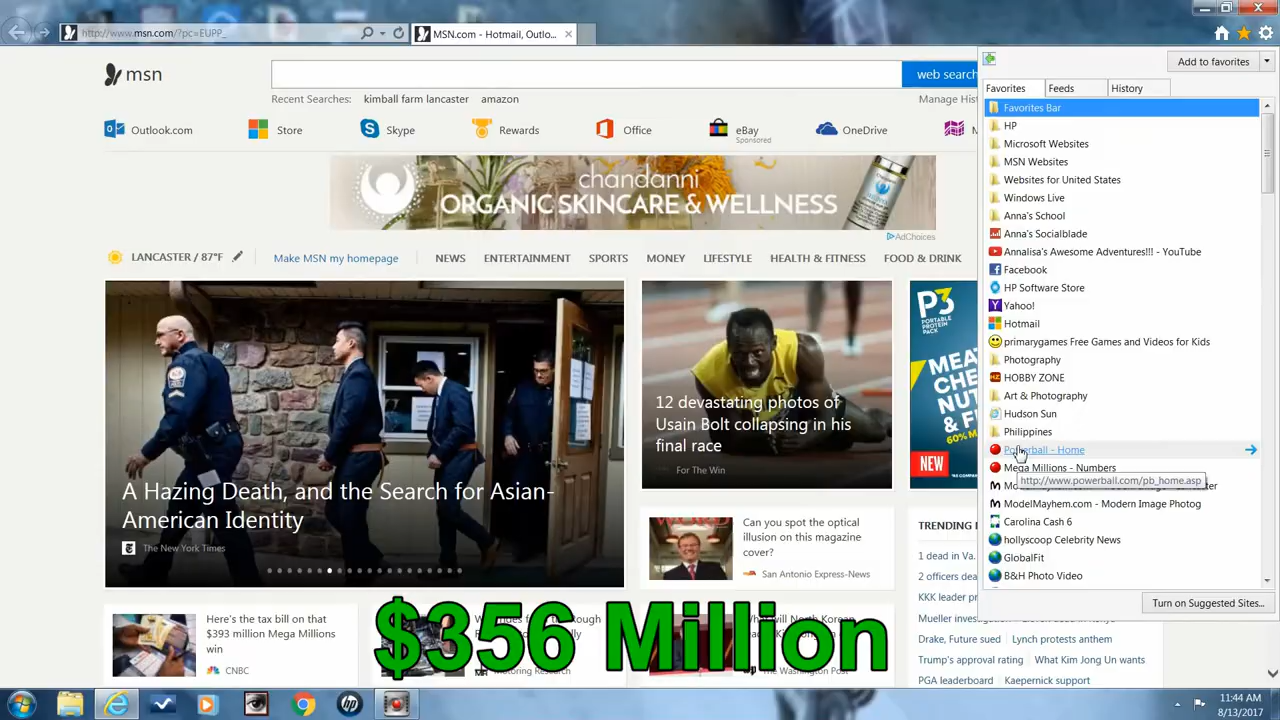 http://www.msn.com/?pc=EUPP_
MSN.com - Hotmail, Outlo...
msn
web search
Recent Searches:
kimball farm lancaster
amazon
Outlook.com
Store
Skype
Rewards
Office
eBay
Sponsored
OneDrive
chandanni
ORGANIC SKINCARE & WELLNESS
AdChoices
LANCASTER / 87°F
Make MSN my homepage
NEWS
ENTERTAINMENT
SPORTS
MONEY
LIFESTYLE
HEALTH & FITNESS
FOOD & DRINK
A Hazing Death, and the Search for Asian-
American Identity
The New York Times
12 devastating photos of
Usain Bolt collapsing in his
final race
For The Win
P3
PORTABLE
PROTEIN
PACK
NEW
Can you spot the optical
illusion on this magazine
cover?
San Antonio Express-News
TRENDING
1 dead in Va.
2 officers
KKK leader
Mueller
Drake, Future sued
Lynch protests anthem
Trump's approval rating
What Kim Jong Un wants
PGA leaderboard
Kaepernick support
Here's the tax bill on that
$393 million Mega Millions
win
CNBC
$356 Million
Add to favorites
Favorites
Feeds
History
Favorites Bar
HP
Microsoft Websites
MSN Websites
Websites for United States
Windows Live
Anna's School
Anna's Socialblade
Annalisa's Awesome Adventures!!! - YouTube
Facebook
HP Software Store
Yahoo!
Hotmail
primarygames Free Games and Videos for Kids
Photography
HOBBY ZONE
Art & Photography
Hudson Sun
Philippines
Powerball - Home
Mega Millions - Numbers
http://www.powerball.com/pb_home.asp
ModelMayhem.com - Modern Image Photog
Carolina Cash 6
hollyscoop Celebrity News
GlobalFit
B&H Photo Video
Turn on Suggested Sites...
11:44 AM
8/13/2017